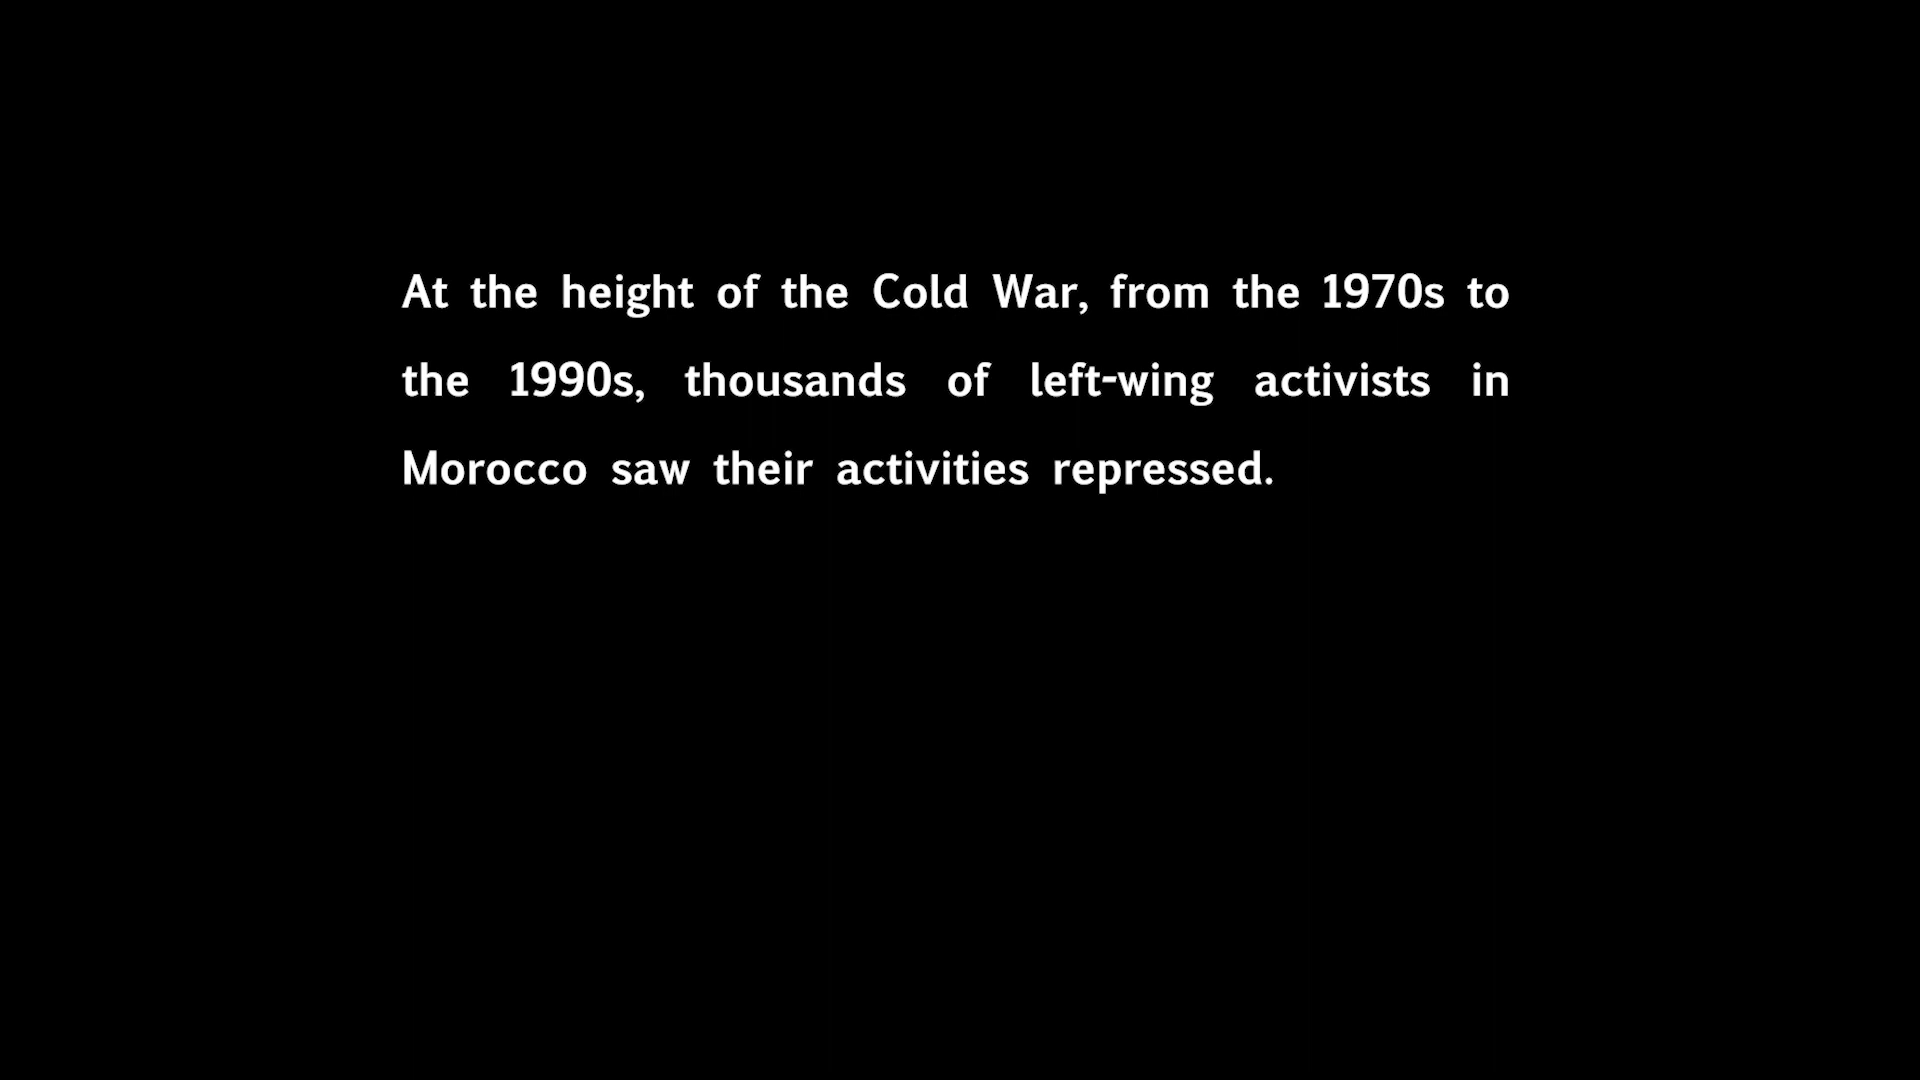 At the height of the Cold War, from the 1970s to
the 1990s, thousands of left-wing activists in
Morocco saw their activities repressed.